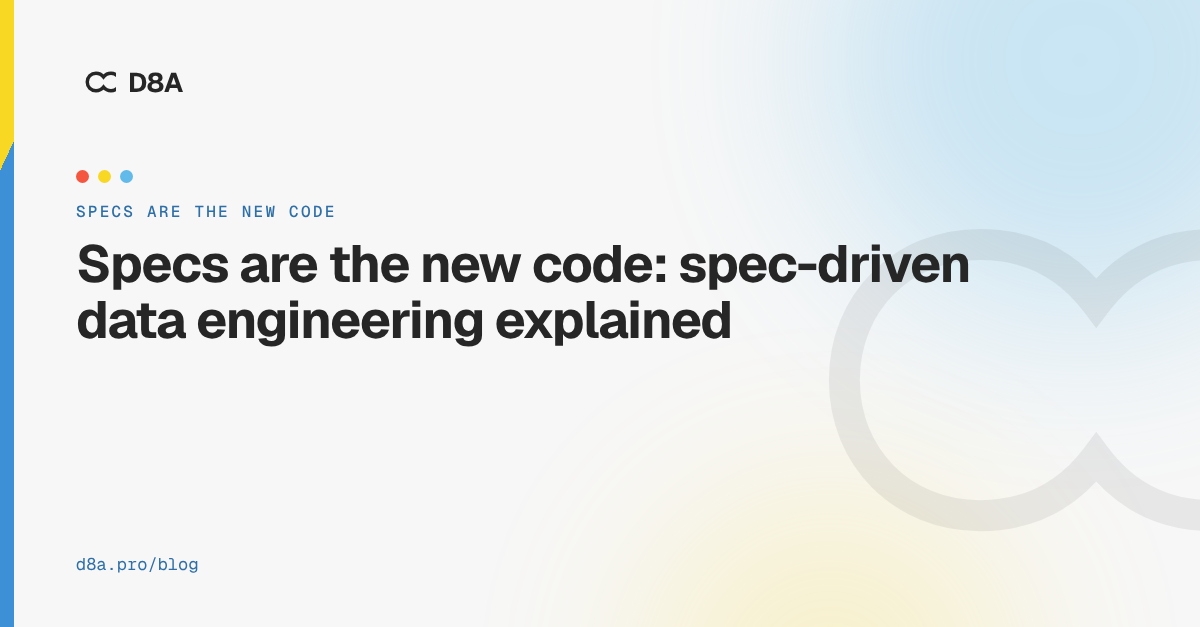 D8A
SPECS ARE THE NEW CODE
Specs are the new code: spec-driven
data engineering explained
d8a.pro/blog